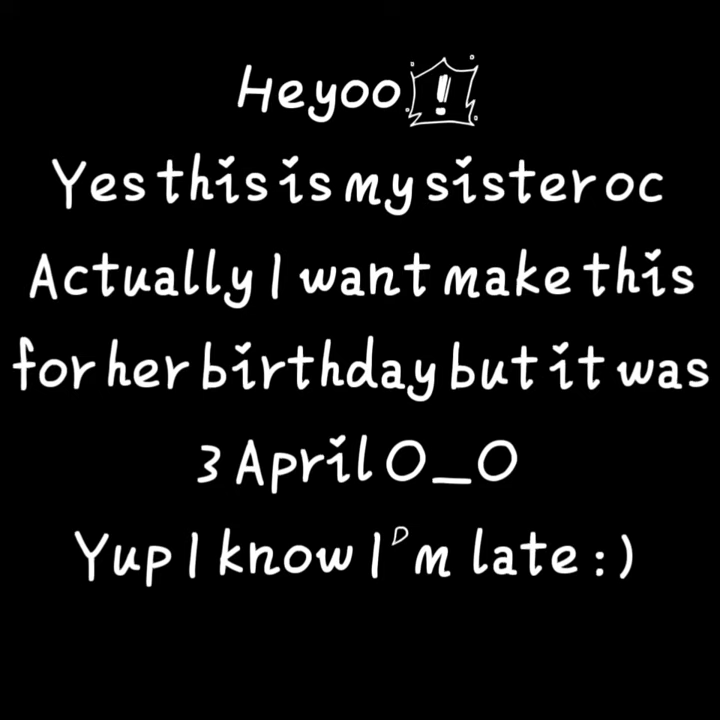 Heyoo!
Yes this is my sister oc
Actually I want make this
for her birthday but it was
3 April O_O
Yup I know I'm late :)